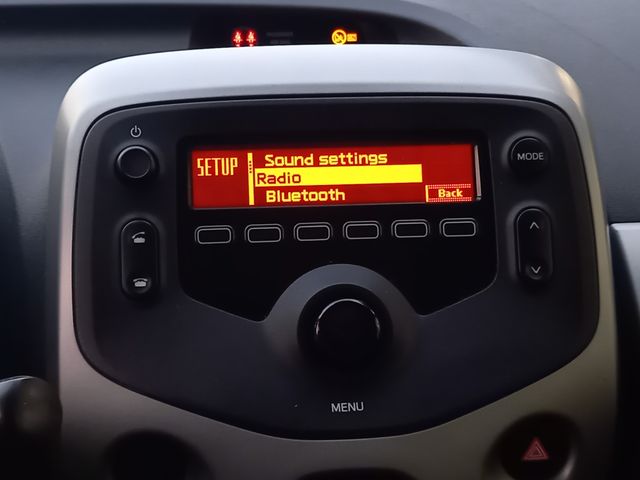 SETUP
Sound settings
Radio
Bluetooth
Back
MODE
MENU